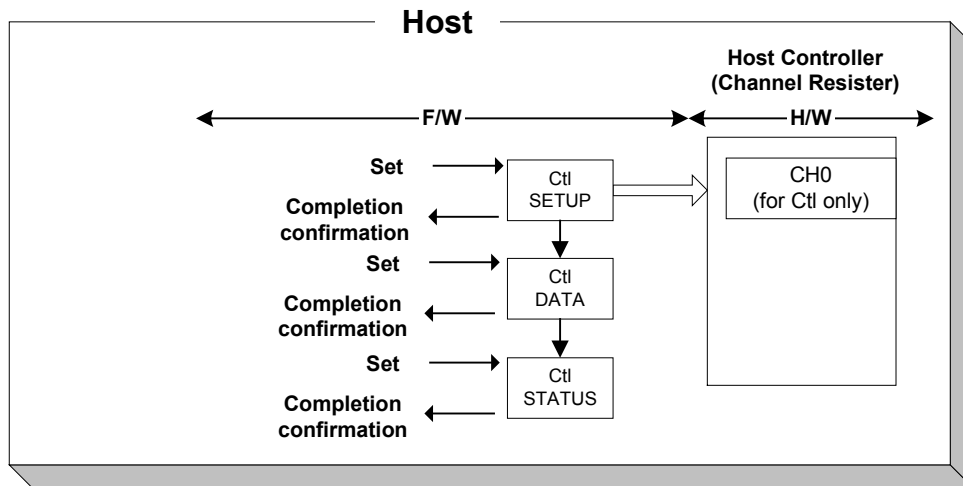 Host
Host Controller
(Channel Resister)
F/W
H/W
Set
Ctl
SETUP
CH0
(for Ctl only)
Completion
confirmation
Set
Ctl
DATA
Completion
confirmation
Set
Ctl
STATUS
Completion
confirmation